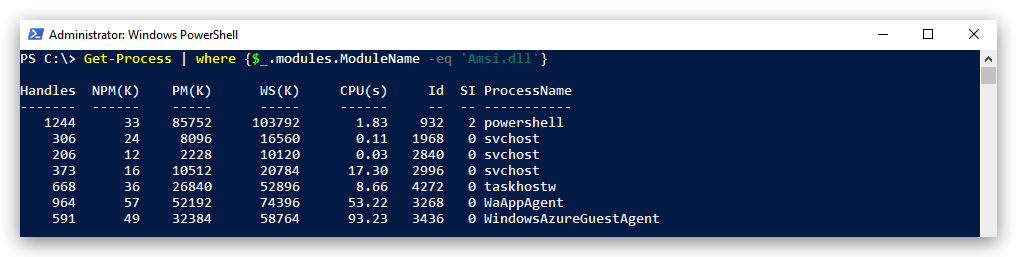 Administrator: Windows PowerShell
PS C:\> Get-Process | where {$_.modules.ModuleName -eq 'Amsi.dll'}
Handles NPM(K) PM(K) WS(K) CPU(s) Id SI ProcessName
------- ------ ----- ----- ------ -- -- -----------
1244 33 85752 103792 1.83 932 2 powershell
306 24 8096 16560 0.11 1968 0 svchost
206 12 2228 10120 0.03 2840 0 svchost
373 16 10512 20784 17.30 2996 0 svchost
668 36 26840 52896 8.66 4272 0 taskhostw
964 57 52192 74396 53.22 3268 0 WaAppAgent
591 49 32384 58764 93.23 3436 0 WindowsAzureGuestAgent